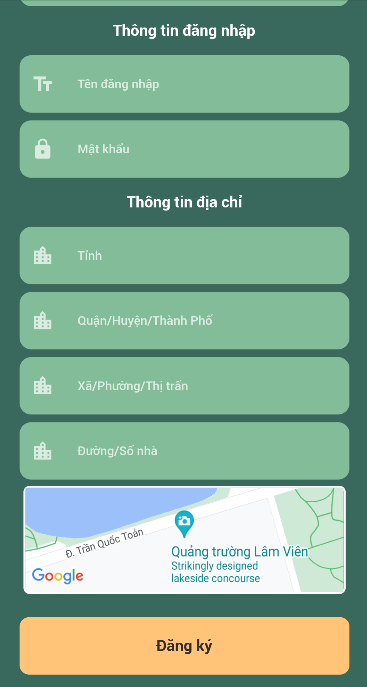 Thông tin đăng nhập
Tên đăng nhập
Mật khẩu
Thông tin địa chỉ
Tỉnh
Quận/Huyện/Thành Phố
Xã/Phường/Thị trấn
Đường/Số nhà
Đ. Trần Quốc Toản
Quảng trường Lâm Viên
Strikingly designed
lakeside concourse
Google
Đăng ký